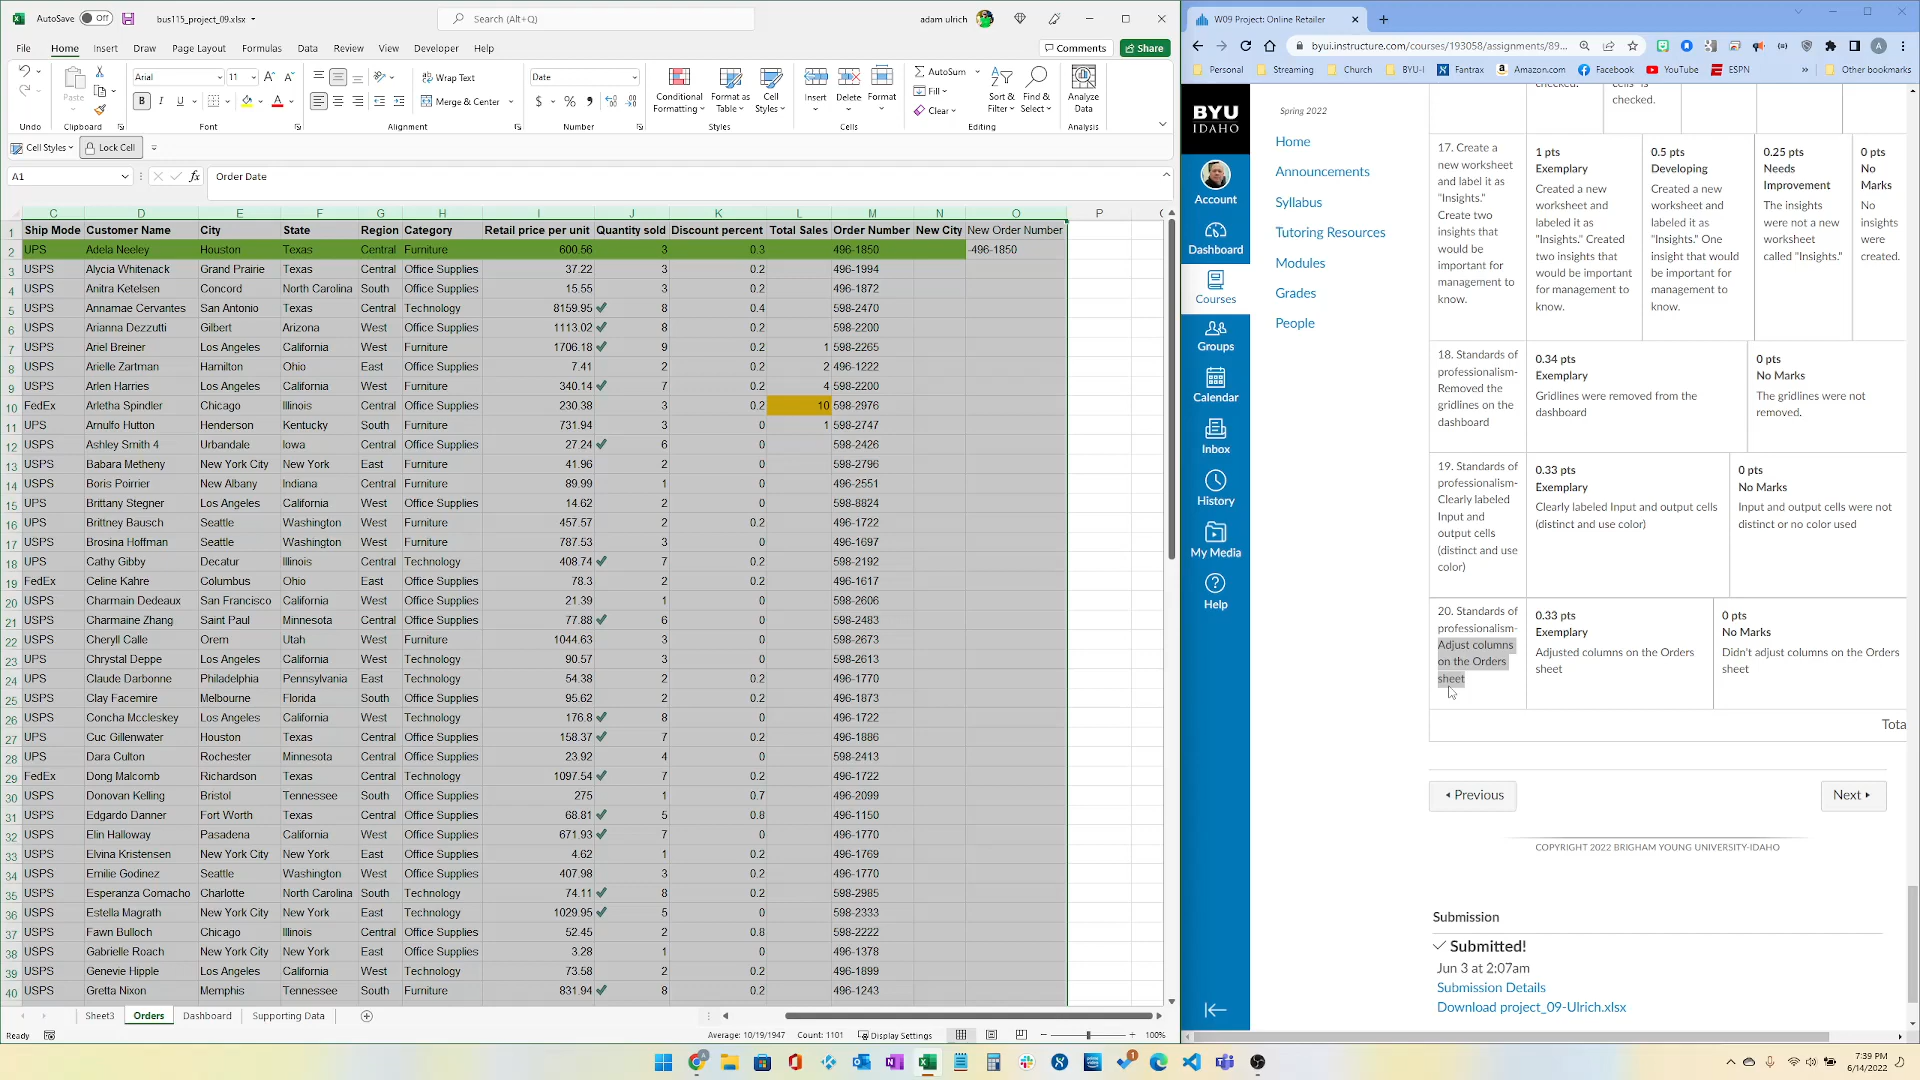 AutoSave Off bus115_project_09.xlsx Search (Alt+Q) adam ulrich
File Home Insert Draw Page Layout Formulas Data Review View Developer Help Comments Share
Paste Arial 11 Wrap Text Date AutoSum
Merge & Center Conditional Formatting Format as Table Cell Styles Insert Delete Format Fill Clear Sort & Filter Find & Select Analyze Data
Undo Clipboard Font Alignment Number Styles Cells Editing Analysis
Cell Styles Lock Cell
A1 fx Order Date
C D E F G H I J K L M N O P
1 Ship Mode Customer Name City State Region Category Retail price per unit Quantity sold Discount percent Total Sales Order Number New City New Order Number
2 UPS Adela Neeley Houston Texas Central Furniture 600.56 3 0.3 496-1850 -496-1850
3 USPS Alycia Whitenack Grand Prairie Texas Central Office Supplies 37.22 3 0.2 496-1994
4 USPS Anitra Ketelsen Concord North Carolina South Office Supplies 15.55 3 0.2 496-1872
5 USPS Annamae Cervantes San Antonio Texas Central Technology 8159.95 8 0.4 598-2470
6 USPS Arianna Dezzutti Gilbert Arizona West Office Supplies 1113.02 8 0.2 598-2200
7 USPS Ariel Breiner Los Angeles California West Furniture 1706.18 9 0.2 1 598-2265
8 USPS Arielle Zartman Hamilton Ohio East Office Supplies 7.41 2 0.2 2 496-1222
9 USPS Arlen Harries Los Angeles California West Furniture 340.14 7 0.2 4 598-2200
10 FedEx Arletha Spindler Chicago Illinois Central Office Supplies 230.38 3 0.2 10 598-2976
11 UPS Arnulfo Hutton Henderson Kentucky South Furniture 731.94 3 0 1 598-2747
12 USPS Ashley Smith 4 Urbandale Iowa Central Office Supplies 27.24 6 0 598-2426
13 USPS Babara Metheny New York City New York East Furniture 41.96 2 0 598-2796
14 USPS Boris Poirrier New Albany Indiana Central Furniture 89.99 1 0 496-2551
15 USPS Brittany Stegner Los Angeles California West Office Supplies 14.62 2 0 598-8824
16 UPS Brittney Bausch Seattle Washington West Furniture 457.57 2 0.2 496-1722
17 UPS Brosina Hoffman Seattle Washington West Furniture 787.53 3 0 496-1697
18 UPS Cathy Gibby Decatur Illinois Central Technology 408.74 7 0.2 598-2192
19 FedEx Celine Kahre Columbus Ohio East Office Supplies 78.3 2 0.2 496-1617
20 USPS Charmain Dedeaux San Francisco California West Office Supplies 21.39 1 0 598-2606
21 USPS Charmaine Zhang Saint Paul Minnesota Central Office Supplies 77.88 6 0 598-2483
22 USPS Cheryll Calle Orem Utah West Furniture 1044.63 3 0 598-2673
23 UPS Chrystal Deppe Los Angeles California West Technology 90.57 3 0 598-2613
24 UPS Claude Darbonne Philadelphia Pennsylvania East Technology 54.38 2 0.2 496-1770
25 USPS Clay Facemire Melbourne Florida South Office Supplies 95.62 2 0.2 496-1873
26 USPS Concha Mccleskey Los Angeles California West Technology 176.8 8 0 496-1722
27 UPS Cuc Gillenwater Houston Texas Central Office Supplies 158.37 7 0.2 496-1886
28 UPS Dara Culton Rochester Minnesota Central Office Supplies 23.92 4 0 598-2413
29 FedEx Dong Malcomb Richardson Texas Central Technology 1097.54 7 0.2 496-1722
30 USPS Donovan Kelling Bristol Tennessee South Office Supplies 275 1 0.7 496-2099
31 USPS Edgardo Danner Fort Worth Texas Central Office Supplies 68.81 5 0.8 496-1150
32 USPS Elin Halloway Pasadena California West Office Supplies 671.93 7 0 496-1770
33 USPS Elvina Kristensen New York City New York East Office Supplies 4.62 1 0.2 496-1769
34 USPS Emilie Godinez Seattle Washington West Office Supplies 407.98 3 0.2 496-1770
35 USPS Esperanza Comacho Charlotte North Carolina South Technology 74.11 8 0.2 598-2985
36 USPS Estella Magrath New York City New York East Technology 1029.95 5 0 598-2333
37 USPS Fawn Bulloch Chicago Illinois Central Office Supplies 52.45 2 0.8 598-2222
38 USPS Gabrielle Roach New York City New York East Office Supplies 3.28 1 0 496-1378
39 USPS Genevie Hipple Los Angeles California West Technology 73.58 2 0.2 496-1899
40 USPS Gretta Nixon Memphis Tennessee South Furniture 831.94 8 0.2 496-1243
Sheet3 Orders Dashboard Supporting Data
Ready Average: 10/19/1947 Count: 1101 Display Settings 100%
W09 Project: Online Retailer
byui.instructure.com/courses/193058/assignments/89...
Personal Streaming Church BYU-I Fantrax Amazon.com Facebook YouTube ESPN Other bookmarks
BYU
IDAHO
Account
Dashboard
Courses
Groups
Calendar
Inbox
History
My Media
Help
Spring 2022
Home
Announcements
Syllabus
Tutoring Resources
Modules
Grades
People
checked.
cells" is
checked.
17. Create a
new worksheet
and label it as
"Insights."
Create two
insights that
would be
important for
management to
know.
1 pts
Exemplary
Created a new
worksheet and
labeled it as
"Insights." Created
two insights that
would be important
for management to
know.
0.5 pts
Developing
Created a new
worksheet and
labeled it as
"Insights." One
insight that would
be important for
management to
know.
0.25 pts
Needs
Improvement
The insights
were not a new
worksheet
called "Insights."
0 pts
No
Marks
No
insights
were
created.
18. Standards of
professionalism-
Removed the
gridlines on the
dashboard
0.34 pts
Exemplary
Gridlines were removed from the
dashboard
0 pts
No Marks
The gridlines were not
removed.
19. Standards of
professionalism-
Clearly labeled
Input and
output cells
(distinct and use
color)
0.33 pts
Exemplary
Clearly labeled Input and output cells
(distinct and use color)
0 pts
No Marks
Input and output cells were not
distinct or no color used
20. Standards of
professionalism-
Adjust columns
on the Orders
sheet
0.33 pts
Exemplary
Adjusted columns on the Orders
sheet
0 pts
No Marks
Didn't adjust columns on the Orders
sheet
Tota
Previous Next
COPYRIGHT 2022 BRIGHAM YOUNG UNIVERSITY-IDAHO
Submission
Submitted!
Jun 3 at 2:07am
Submission Details
Download project_09-Ulrich.xlsx
7:39 PM
6/14/2022